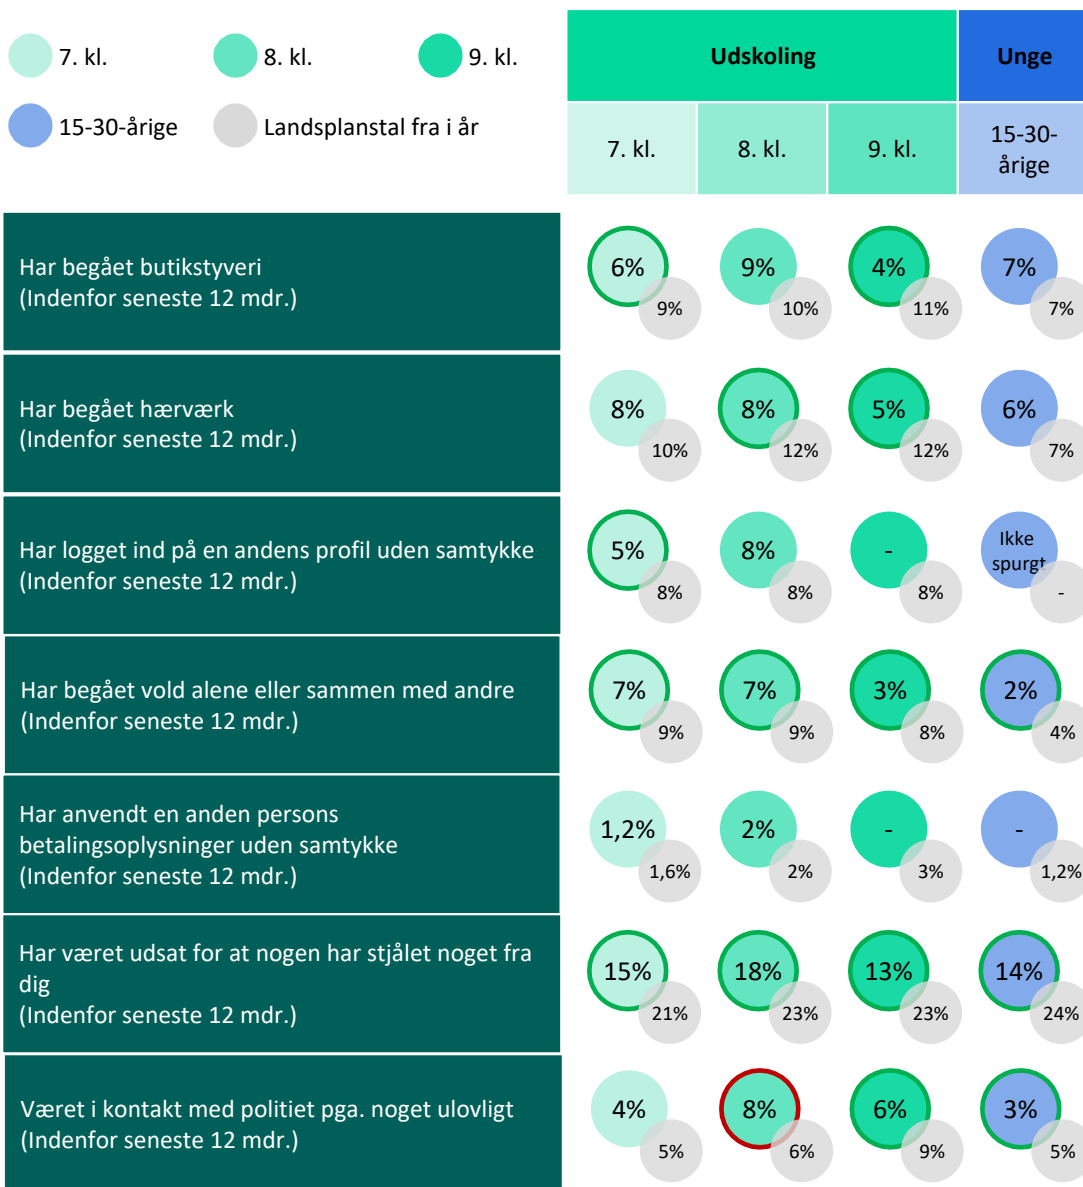 7. kl.
8. kl.
9. kl.
15-30-årige
Landsplanstal fra i år
Udskoling
Unge
7. kl.
8. kl.
9. kl.
15-30-
årige
Har begået butikstyveri
(Indenfor seneste 12 mdr.)
6%
9%
9%
10%
4%
11%
7%
7%
Har begået hærværk
(Indenfor seneste 12 mdr.)
8%
10%
8%
12%
5%
12%
6%
7%
Har logget ind på en andens profil uden samtykke
(Indenfor seneste 12 mdr.)
5%
8%
8%
8%
-
8%
Ikke
spurgt
-
Har begået vold alene eller sammen med andre
(Indenfor seneste 12 mdr.)
7%
9%
7%
9%
3%
8%
2%
4%
Har anvendt en anden persons
betalingsoplysninger uden samtykke
(Indenfor seneste 12 mdr.)
1,2%
1,6%
2%
2%
-
3%
-
1,2%
Har været udsat for at nogen har stjålet noget fra
dig
(Indenfor seneste 12 mdr.)
15%
21%
18%
23%
13%
23%
14%
24%
Været i kontakt med politiet pga. noget ulovligt
(Indenfor seneste 12 mdr.)
4%
5%
8%
6%
6%
9%
3%
5%